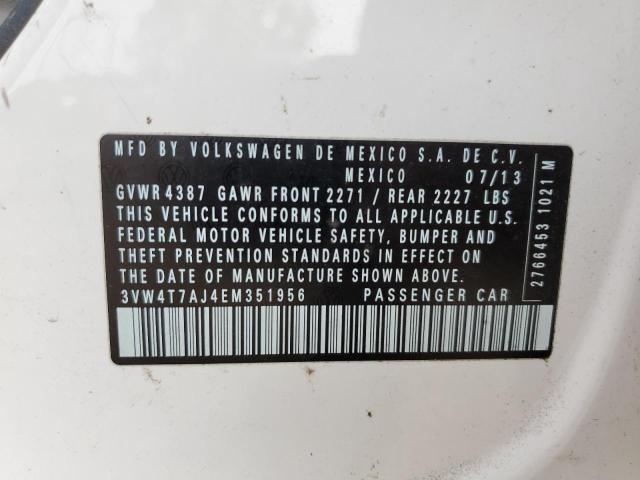 MFD BY VOLKSWAGEN DE MEXICO S.A. DE C.V.
MEXICO 07/13
GVWR 4387 GAWR FRONT 2271 / REAR 2227 LBS
THIS VEHICLE CONFORMS TO ALL APPLICABLE U.S.
FEDERAL MOTOR VEHICLE SAFETY, BUMPER AND
THEFT PREVENTION STANDARDS IN EFFECT ON
THE DATE OF MANUFACTURE SHOWN ABOVE.
3VW4T7AJ4EM351956 PASSENGER CAR
2766453 1021 M